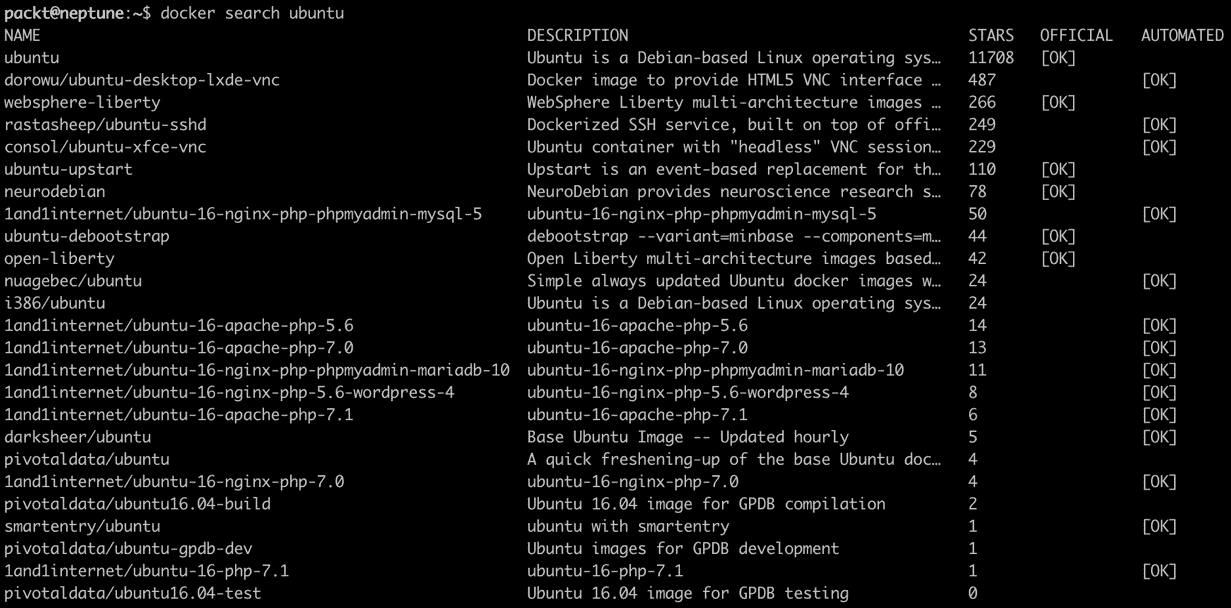 packt@neptune:~$ docker search ubuntu
NAME DESCRIPTION STARS OFFICIAL AUTOMATED
ubuntu Ubuntu is a Debian-based Linux operating sys… 11708 [OK]
dorowu/ubuntu-desktop-lxde-vnc Docker image to provide HTML5 VNC interface … 487 [OK]
websphere-liberty WebSphere Liberty multi-architecture images … 266 [OK]
rastasheep/ubuntu-sshd Dockerized SSH service, built on top of offi… 249 [OK]
consol/ubuntu-xfce-vnc Ubuntu container with "headless" VNC session… 229 [OK]
ubuntu-upstart Upstart is an event-based replacement for th… 110 [OK]
neurodebian NeuroDebian provides neuroscience research s… 78 [OK]
1and1internet/ubuntu-16-nginx-php-phpmyadmin-mysql-5 ubuntu-16-nginx-php-phpmyadmin-mysql-5 50 [OK]
ubuntu-debootstrap debootstrap --variant=minbase --components=m… 44 [OK]
open-liberty Open Liberty multi-architecture images based… 42 [OK]
nuagebec/ubuntu Simple always updated Ubuntu docker images w… 24 [OK]
i386/ubuntu Ubuntu is a Debian-based Linux operating sys… 24
1and1internet/ubuntu-16-apache-php-5.6 ubuntu-16-apache-php-5.6 14 [OK]
1and1internet/ubuntu-16-apache-php-7.0 ubuntu-16-apache-php-7.0 13 [OK]
1and1internet/ubuntu-16-nginx-php-phpmyadmin-mariadb-10 ubuntu-16-nginx-php-phpmyadmin-mariadb-10 11 [OK]
1and1internet/ubuntu-16-nginx-php-5.6-wordpress-4 ubuntu-16-nginx-php-5.6-wordpress-4 8 [OK]
1and1internet/ubuntu-16-apache-php-7.1 ubuntu-16-apache-php-7.1 6 [OK]
darksheer/ubuntu Base Ubuntu Image -- Updated hourly 5 [OK]
pivotaldata/ubuntu A quick freshening-up of the base Ubuntu doc… 4
1and1internet/ubuntu-16-nginx-php-7.0 ubuntu-16-nginx-php-7.0 4 [OK]
pivotaldata/ubuntu16.04-build Ubuntu 16.04 image for GPDB compilation 2
smartentry/ubuntu ubuntu with smartentry 1 [OK]
pivotaldata/ubuntu-gpdb-dev Ubuntu images for GPDB development 1
1and1internet/ubuntu-16-php-7.1 ubuntu-16-php-7.1 1 [OK]
pivotaldata/ubuntu16.04-test Ubuntu 16.04 image for GPDB testing 0